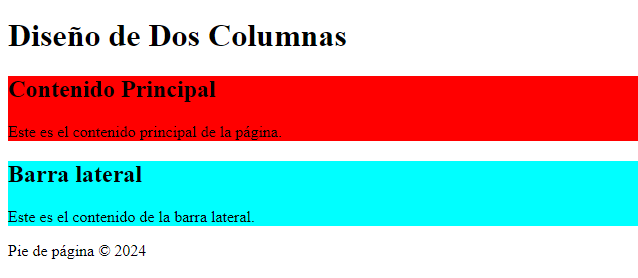 Diseño de Dos Columnas
Contenido Principal
Este es el contenido principal de la página.
Barra lateral
Este es el contenido de la barra lateral.
Pie de página © 2024